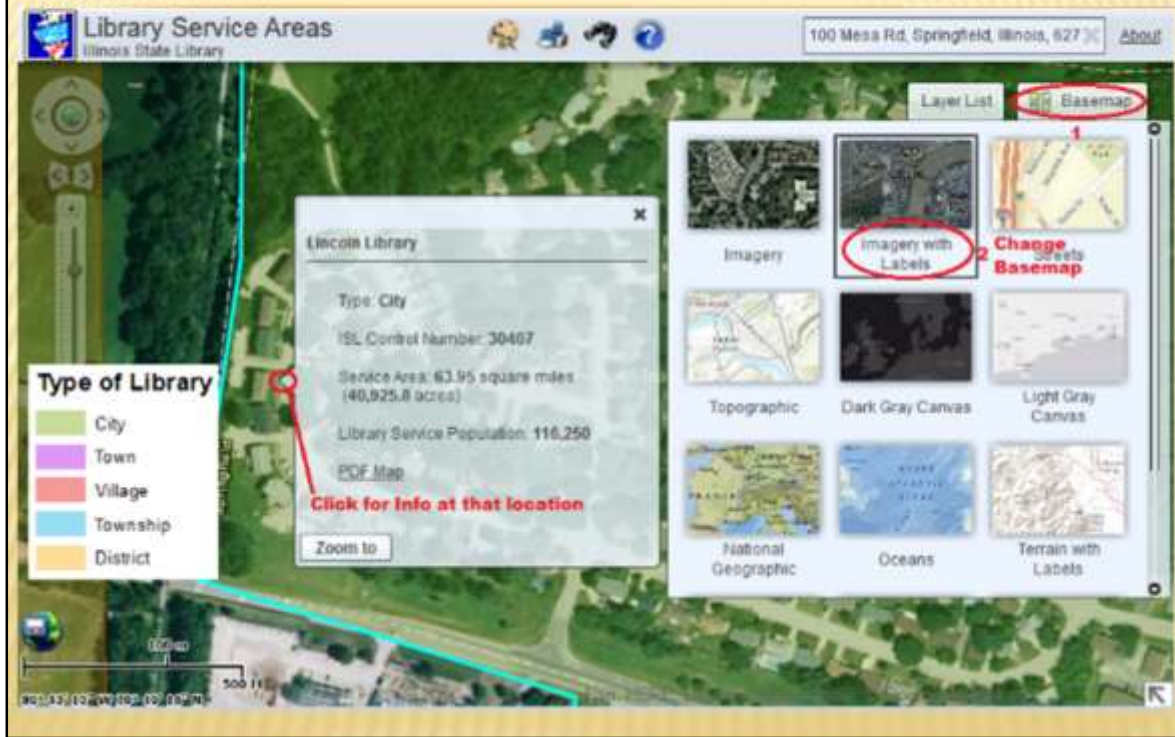 Library Service Areas
Illinois State Library
100 Mesa Rd, Springfield, Illinois, 627
About
Layer List
Basemap
1
Imagery
Imagery with
Labels
2 Change
Basemap
Streets
Topographic
Dark Gray Canvas
Light Gray
Canvas
National
Geographic
Oceans
Terrain with
Labels
Lincoln Library
Type: City
ISL Control Number: 30467
Service Area: 63.95 square miles
(40,925.8 acres)
Library Service Population: 116,250
PDF Map
Click for Info at that location
Zoom to
Type of Library
City
Town
Village
Township
District
100 m
500 ft